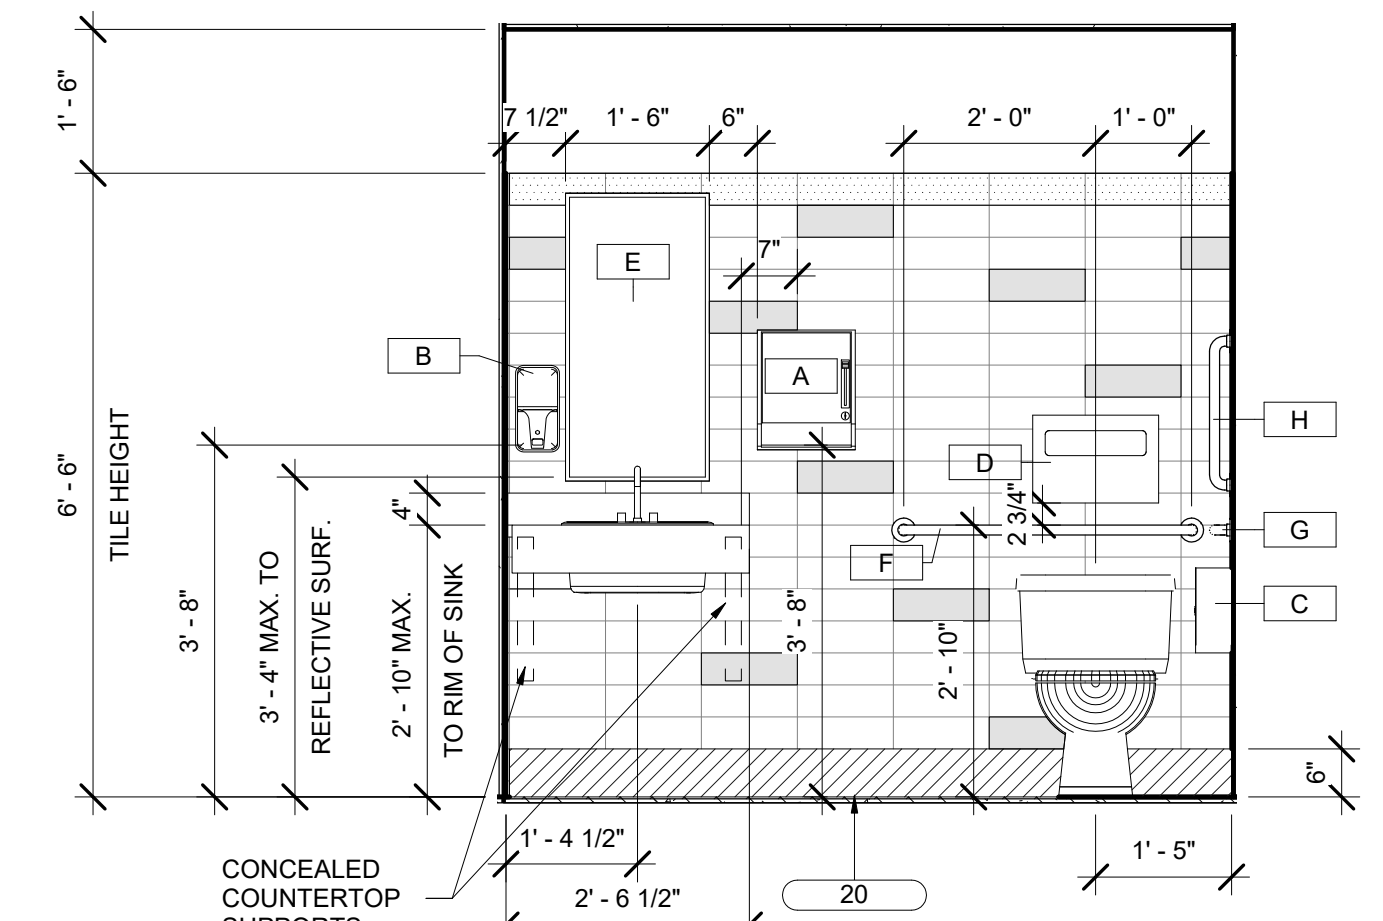 1' - 6"
7 1/2"
1' - 6"
6"
2' - 0"
1' - 0"
7"
E
B
A
H
D
2 3/4"
G
F
C
6' - 6"
TILE HEIGHT
3' - 8"
3' - 4" MAX. TO
REFLECTIVE SURF.
4"
2' - 10" MAX.
TO RIM OF SINK
3' - 8"
2' - 10"
6"
1' - 4 1/2"
2' - 6 1/2"
1' - 5"
20
CONCEALED
COUNTERTOP
SUPPORTS